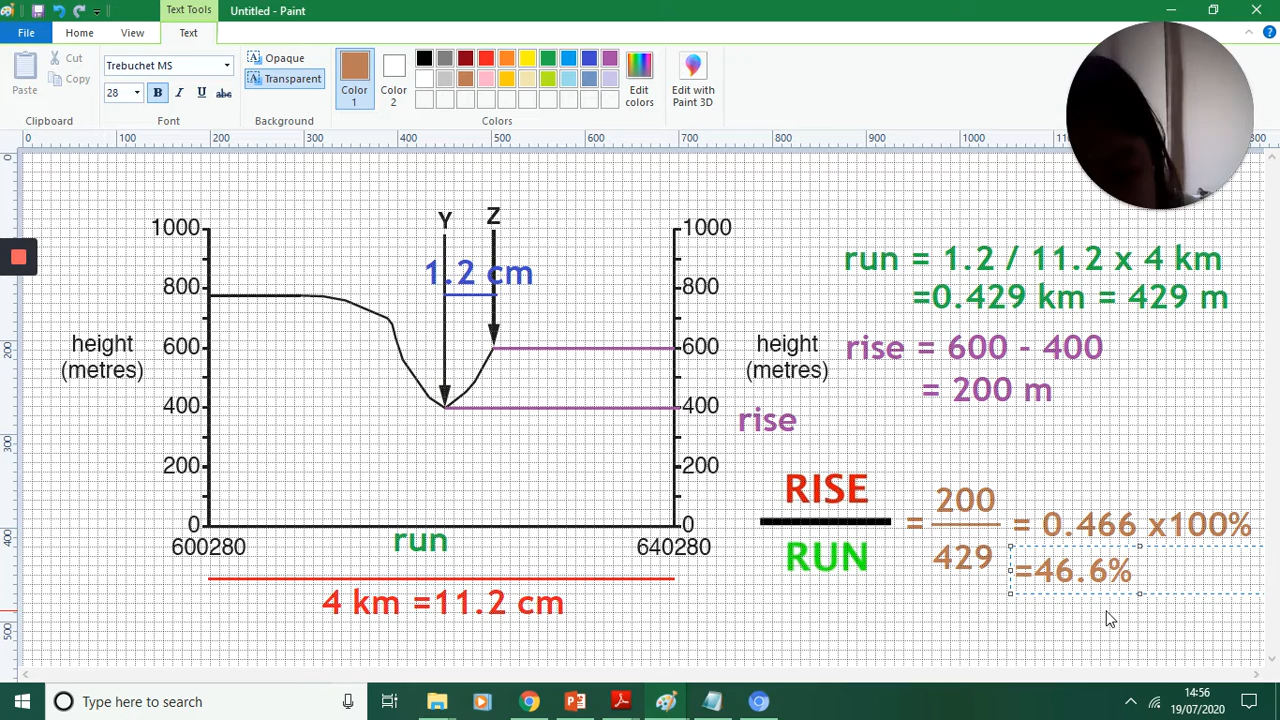 Text Tools
Untitled - Paint
File
Home
View
Text
Paste
Cut
Copy
Clipboard
Trebuchet MS
28
B
I
U
abc
Font
Opaque
Transparent
Background
Color
1
Color
2
Edit
colors
Colors
Edit with
Paint 3D
0 100 200 300 400 500 600 700 800 900 1000
0
200
300
400
500
Y
Z
1.2 cm
1000
800
600
400
200
0
height
(metres)
600280
1000
800
600
400
200
0
height
(metres)
640280
run
4 km =11.2 cm
rise
run = 1.2 / 11.2 x 4 km
=0.429 km = 429 m
rise = 600 - 400
= 200 m
RISE
RUN
=
200
429
= 0.466 x100%
=46.6%
Type here to search
14:56
19/07/2020